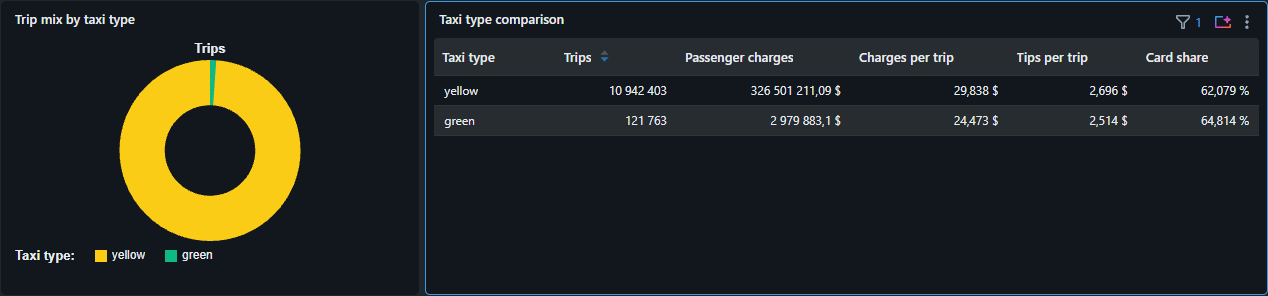 Trip mix by taxi type
Trips
Taxi type: yellow green
Taxi type comparison
1
Taxi type Trips Passenger charges Charges per trip Tips per trip Card share
yellow 10 942 403 326 501 211,09 $ 29,838 $ 2,696 $ 62,079 %
green 121 763 2 979 883,1 $ 24,473 $ 2,514 $ 64,814 %